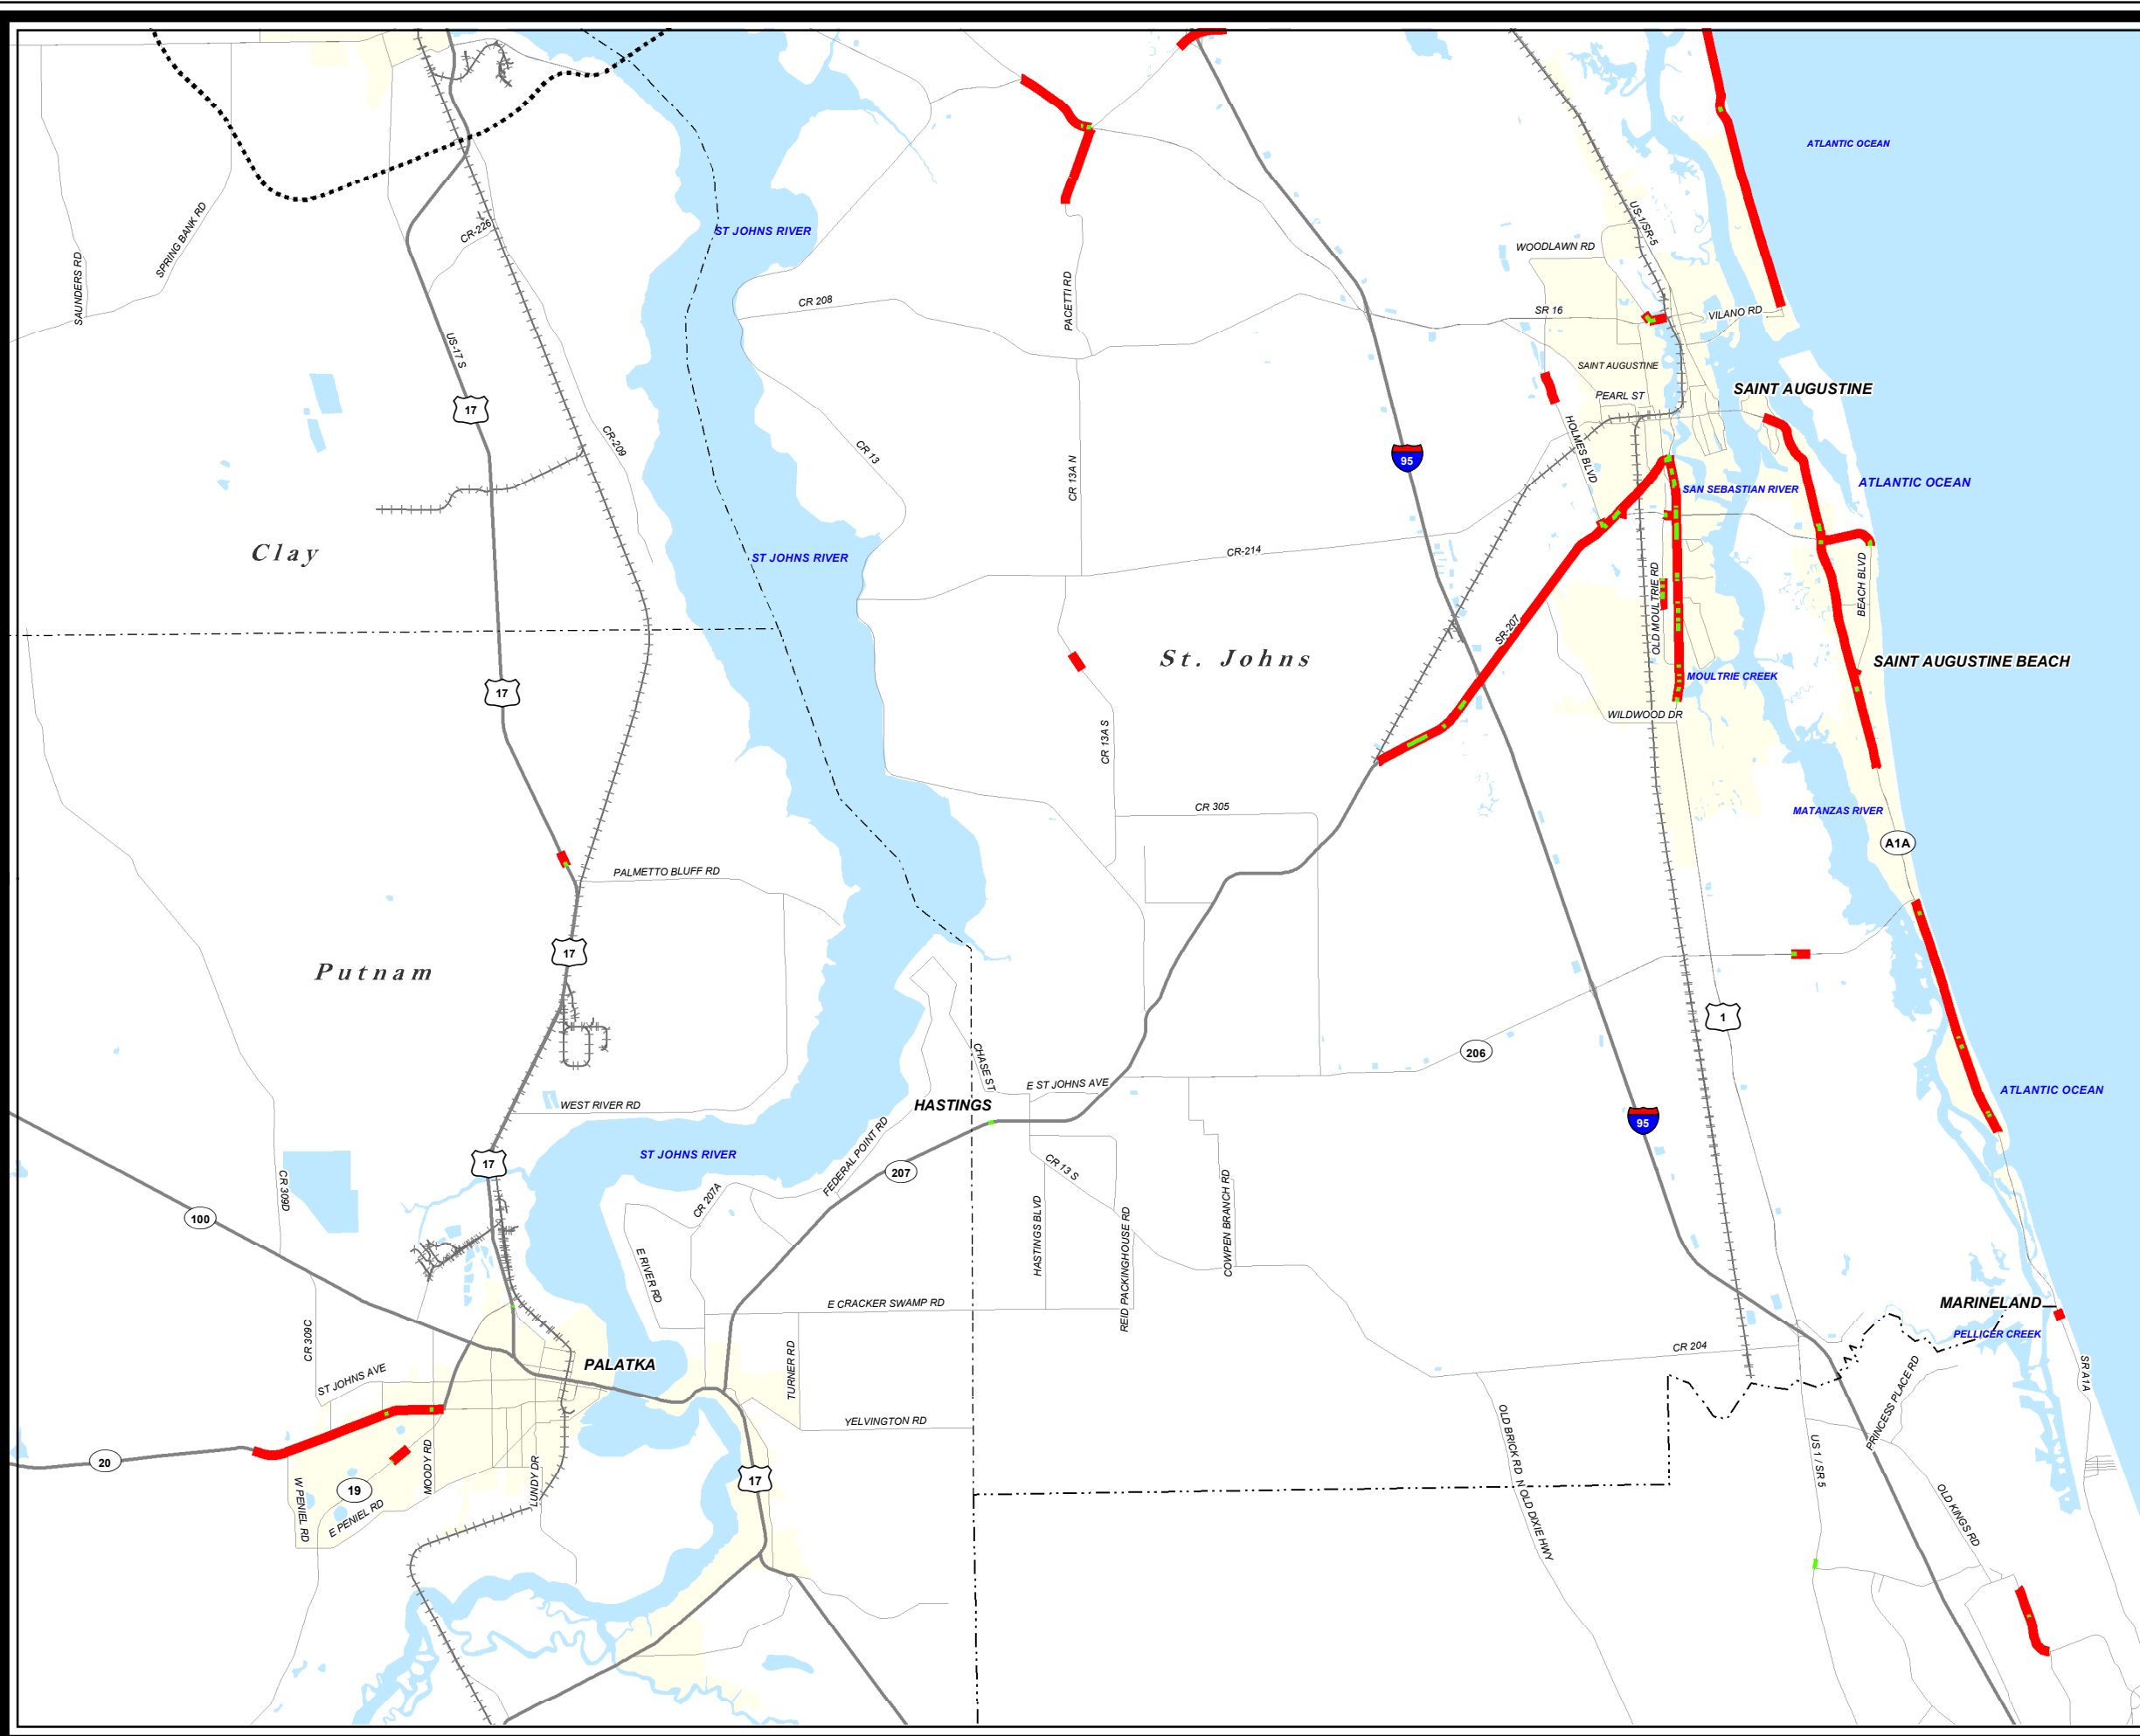 ATLANTIC OCEAN
SPRING BANK RD
SAUNDERS RD
CR-226
ST JOHNS RIVER
US-1/SR-5
WOODLAWN RD
PACETTI RD
CR 208
SR 16
VILANO RD
US-17 S
SAINT AUGUSTINE
SAINT AUGUSTINE
PEARL ST
17
CR-209
CR 13
CR 13A N
95
HOLMES BLVD
SAN SEBASTIAN RIVER
ATLANTIC OCEAN
Clay
ST JOHNS RIVER
CR-214
OLD MOULTRIE RD
BEACH BLVD
SR-207
St. Johns
SAINT AUGUSTINE BEACH
MOULTRIE CREEK
17
WILDWOOD DR
CR 13A S
CR 305
MATANZAS RIVER
A1A
PALMETTO BLUFF RD
17
Putnam
1
206
CHASE ST
E ST JOHNS AVE
ATLANTIC OCEAN
WEST RIVER RD
HASTINGS
95
ST JOHNS RIVER
17
FEDERAL POINT RD
207
CR 13 S
CR 309D
CR 207A
100
HASTINGS BLVD
REID PACKINGHOUSE RD
COWPEN BRANCH RD
E RIVER RD
E CRACKER SWAMP RD
MARINELAND
PELLICER CREEK
CR 309C
CR 204
PALATKA
TURNER RD
ST JOHNS AVE
SR A1A
PRINCESS PLACE RD
YELVINGTON RD
OLD BRICK RD
N OLD DIXIE HWY
US 1 / SR 5
20
MOODY RD
17
19
W PENIEL RD
E PENIEL RD
LUNDY DR
OLD KINGS RD